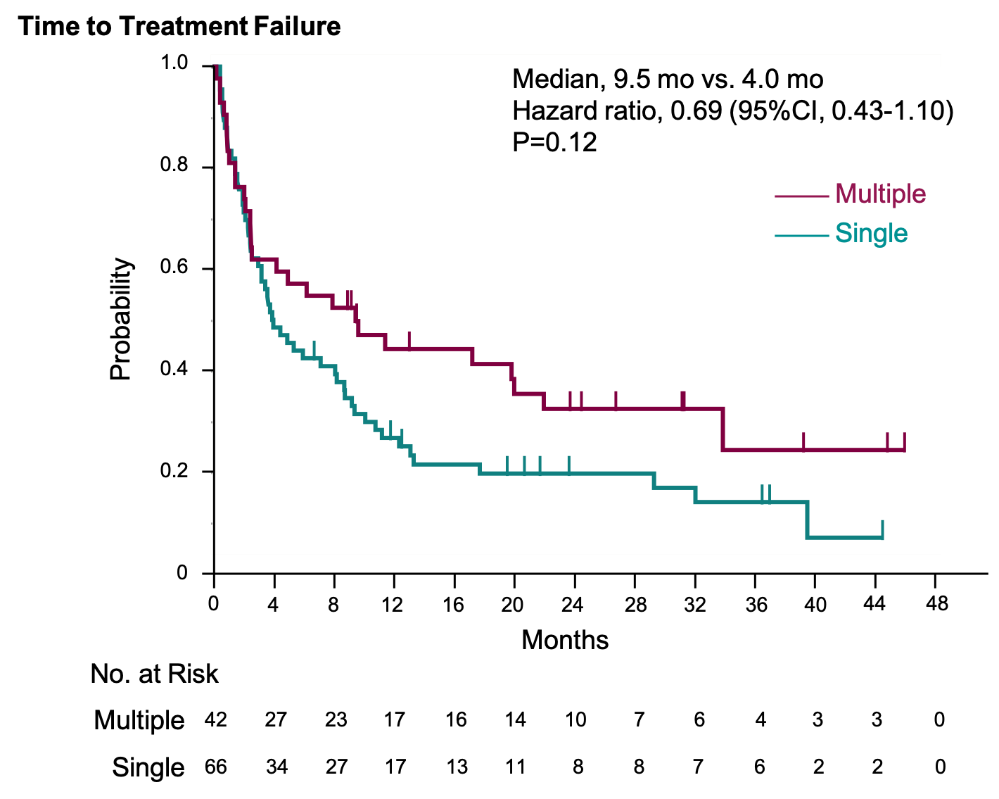 Time to Treatment Failure
1.0
0.8
0.6
0.4
0.2
0
Probability
Median, 9.5 mo vs. 4.0 mo
Hazard ratio, 0.69 (95%CI, 0.43-1.10)
P=0.12
Multiple
Single
0 4 8 12 16 20 24 28 32 36 40 44 48
Months
No. at Risk
Multiple 42 27 23 17 16 14 10 7 6 4 3 3 0
Single 66 34 27 17 13 11 8 8 7 6 2 2 0